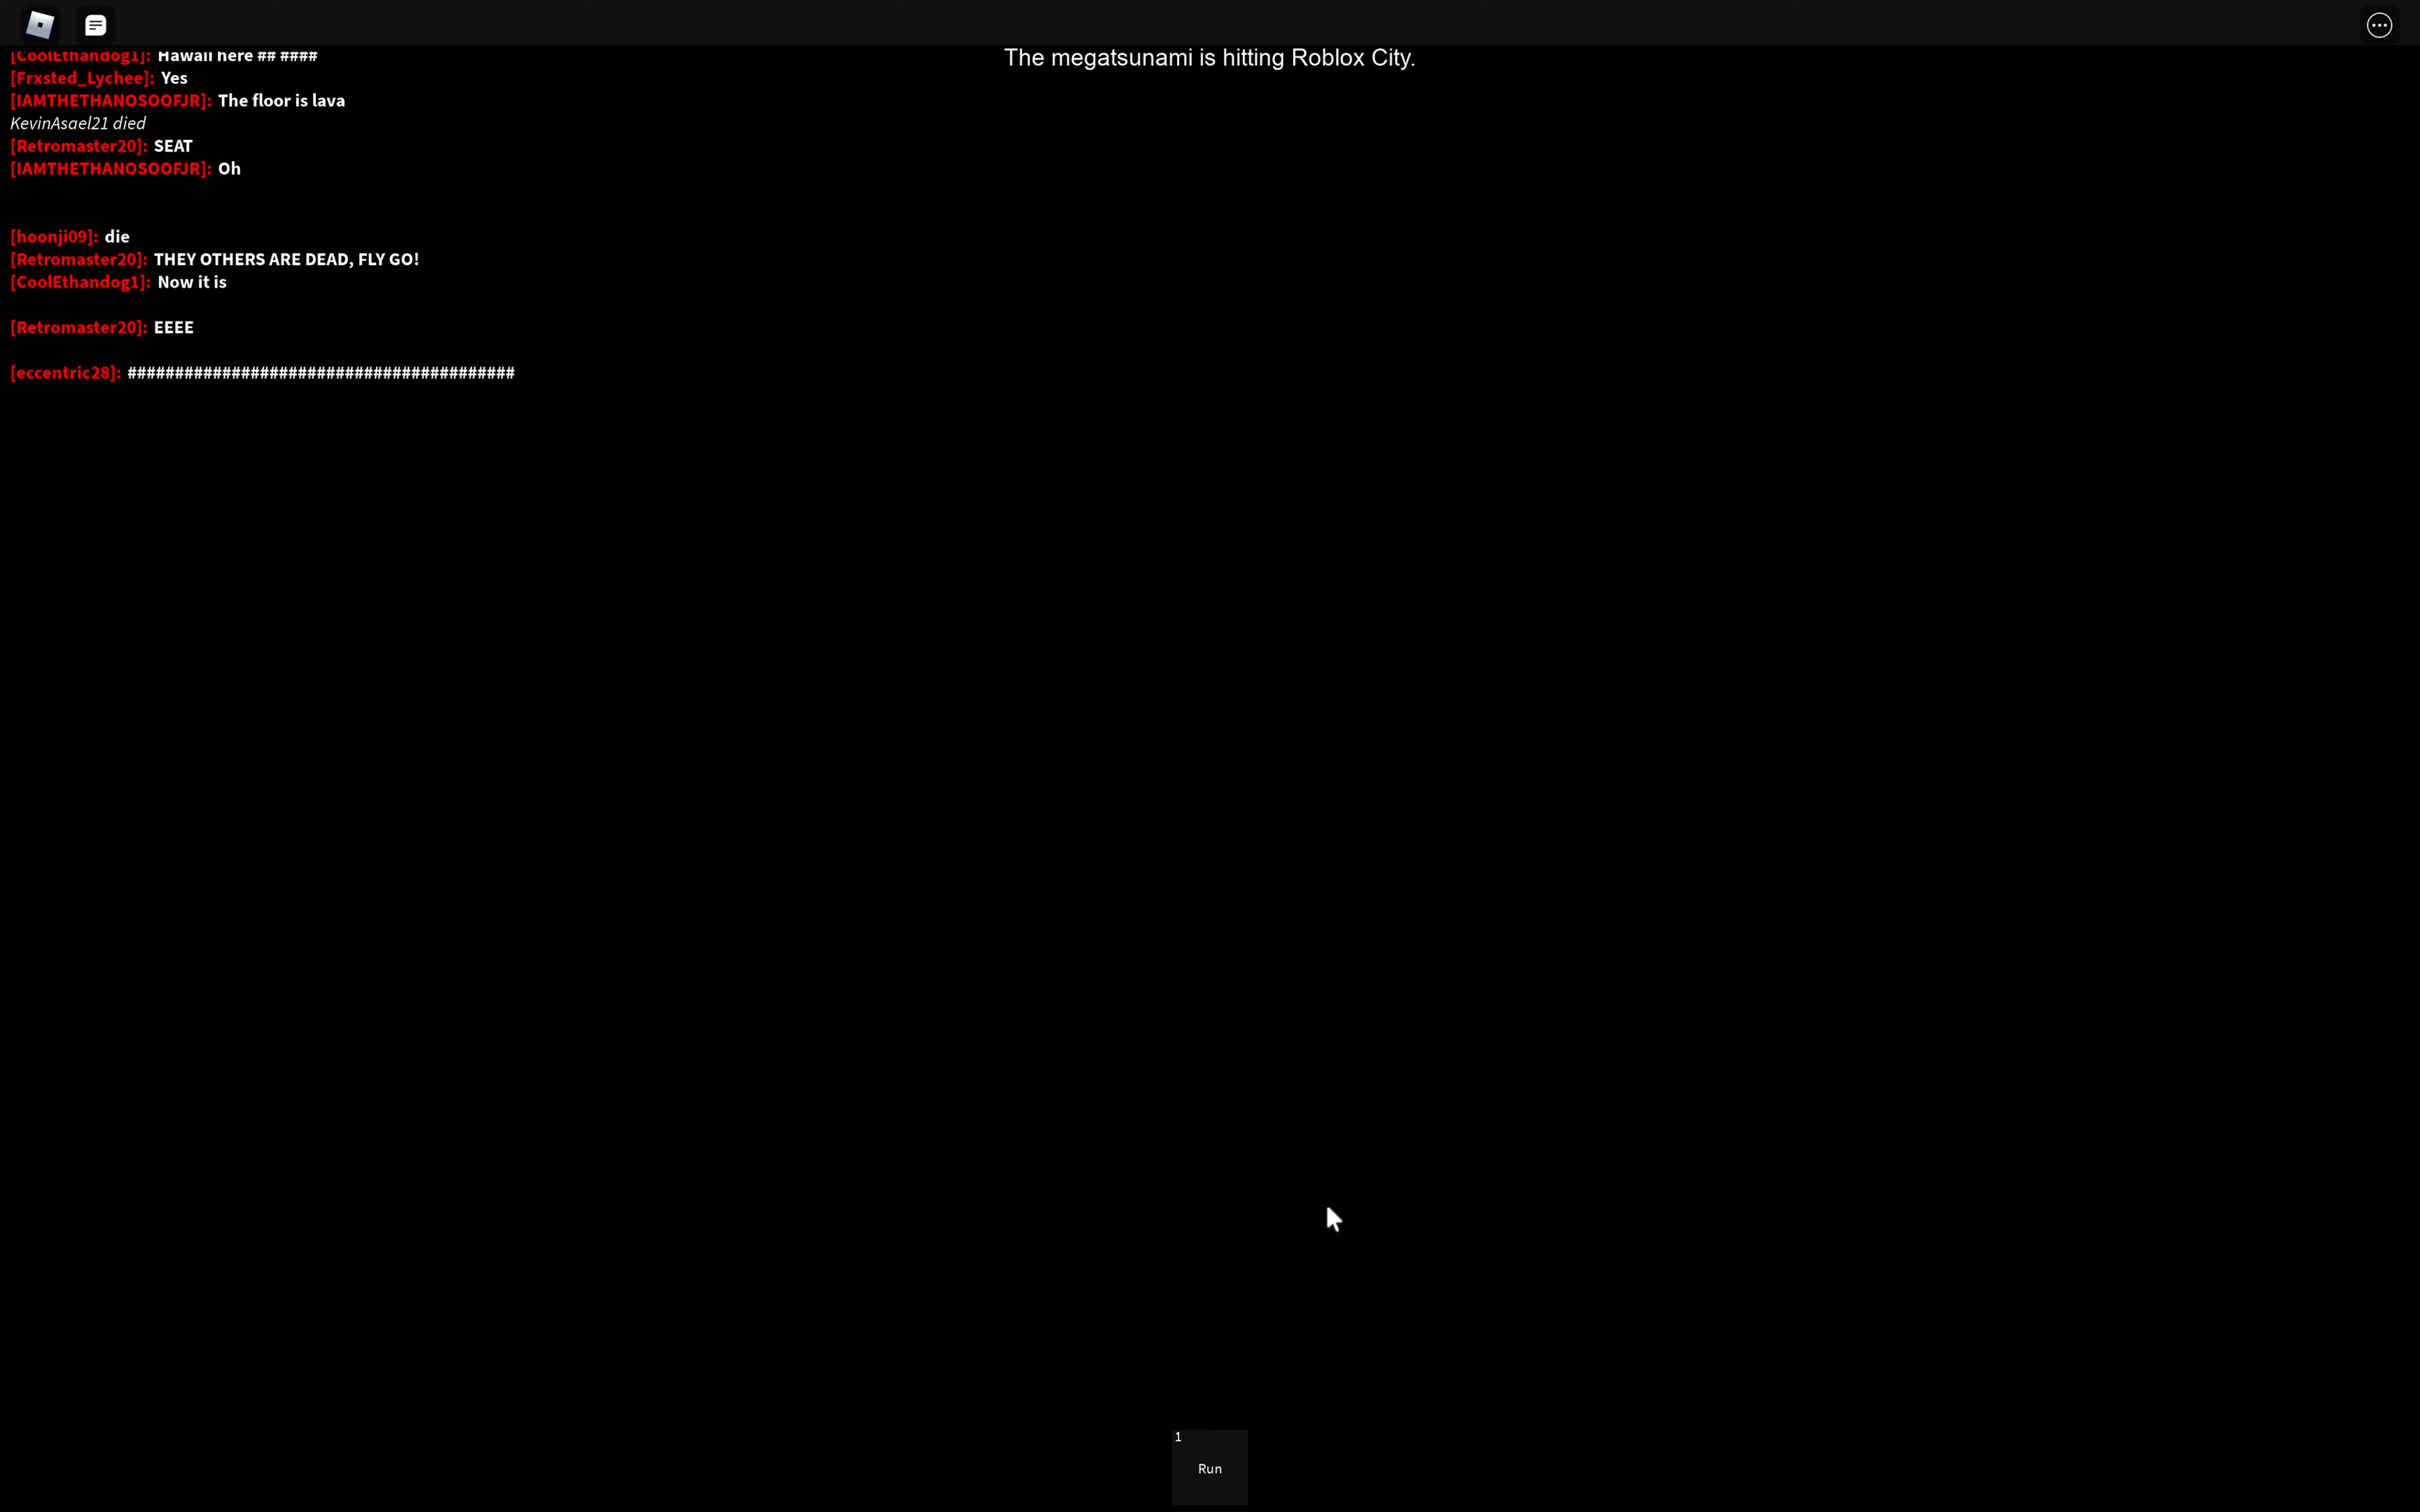 The megatsunami is hitting Roblox City.
[CoolEthandog1]: Hawaii here ## ####
[Frxsted_Lychee]: Yes
[IAMTHETHANOSOOFJR]: The floor is lava
KevinAsael21 died
[Retromaster20]: SEAT
[IAMTHETHANOSOOFJR]: Oh
[hoonji09]: die
[Retromaster20]: THEY OTHERS ARE DEAD, FLY GO!
[CoolEthandog1]: Now it is
[Retromaster20]: EEEE
[eccentric28]: #########################################
1
Run